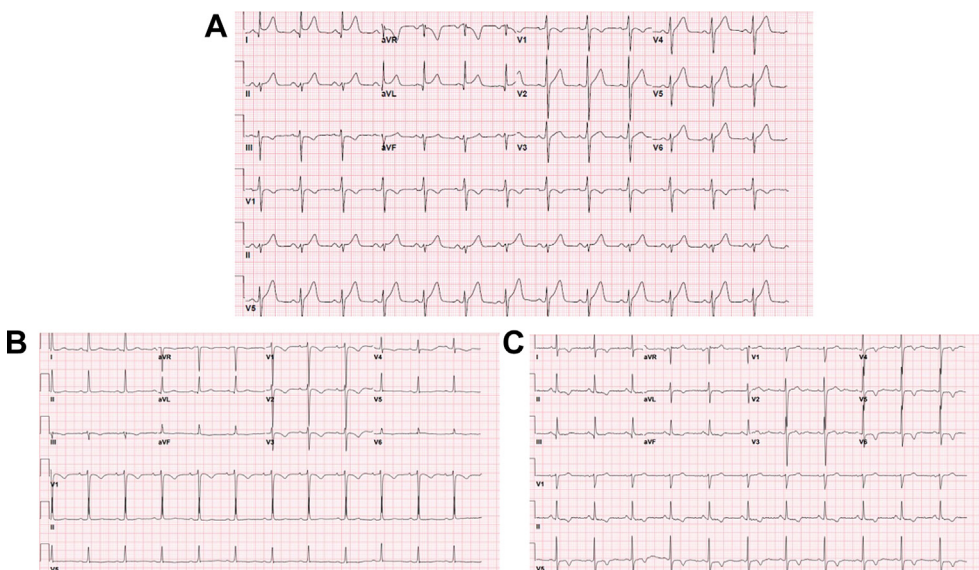 A
I aVR V1 V4
II aVL V2 V5
III aVF V3 V6
V1
II
V5
B
I aVR V1 V4
II aVL V2 V5
III aVF V3 V6
V1
II
V5
C
I aVR V1 V4
II aVL V2 V5
III aVF V3 V6
V1
II
V5